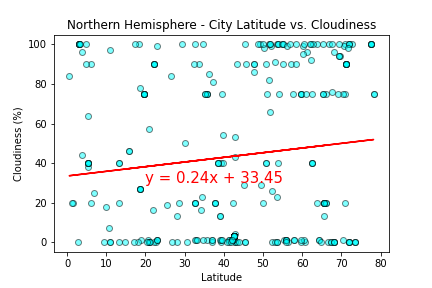 Northern Hemisphere - City Latitude vs. Cloudiness
100
80
60
40
20
0
Cloudiness (%)
y = 0.24x + 33.45
0 10 20 30 40 50 60 70 80
Latitude